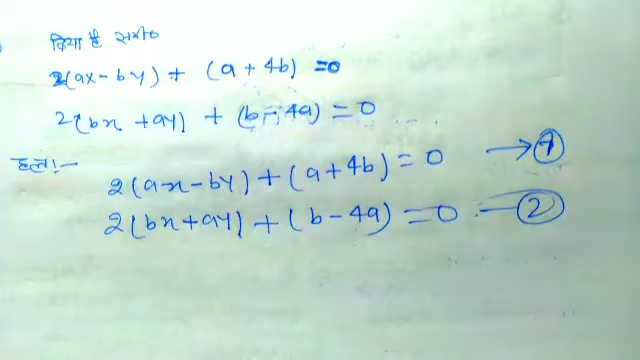 दिया है समी०
2(ax - by) + (a + 4b) = 0
2(bx + ay) + (b - 4a) = 0
हल :-
2(ax - by) + (a + 4b) = 0 → ①
2(bx + ay) + (b - 4a) = 0 — ②